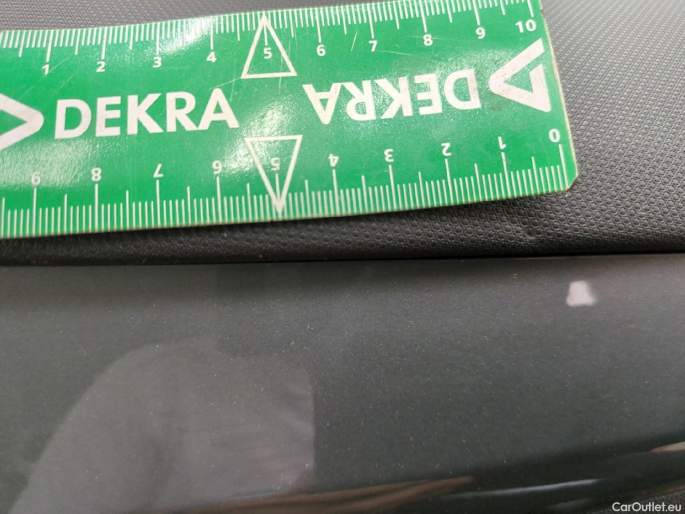 1 2 3 4 5 6 7 8 9 10
DEKRA
DEKRA
9 8 7 6 5 4 3 2 1 0
CarOutlet.eu